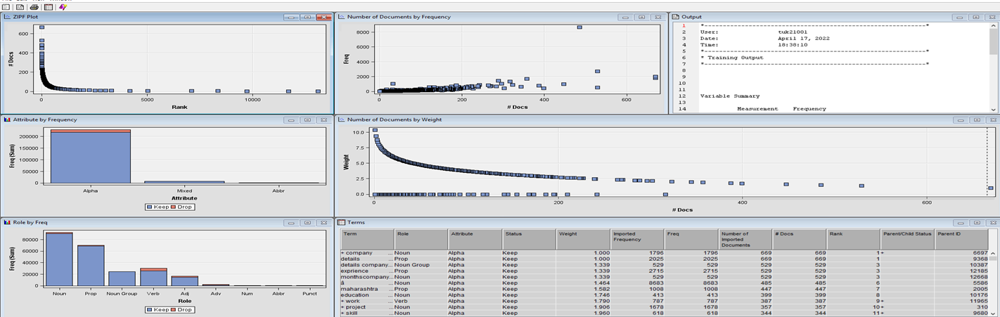 ZIPF Plot
# Docs
600
400
200
0
0
5000
10000
Rank
Number of Documents by Frequency
Freq
8000
6000
4000
2000
0
0
200
400
600
# Docs
Output
1 *------------------------------------------------------------*
2 User: tuk21001
3 Date: April 17, 2022
4 Time: 18:38:10
5 *------------------------------------------------------------*
6 * Training Output
7 *------------------------------------------------------------*
8
9
10
11
12 Variable Summary
13
14 Measurement Frequency
Attribute by Frequency
Freq (Sum)
200000
150000
100000
50000
0
Alpha Mixed Abbr
Attribute
Keep Drop
Number of Documents by Weight
Weight
10.0
7.5
5.0
2.5
0.0
0
200
400
600
# Docs
Role by Freq
Freq (Sum)
80000
60000
40000
20000
0
Noun Prop Noun Group Verb Adj Adv Num Abbr Punct
Role
Keep Drop
Terms
Term Role Attribute Status Weight Imported Frequency Freq Number of Imported Documents # Docs Rank Parent/Child Status Parent ID
+ company ... Noun Alpha Keep 1.000 1796 1796 669 669 1 + 6697
details ... Prop Alpha Keep 1.000 2025 2025 669 669 1 9368
details company... Noun Group Alpha Keep 1.339 529 529 529 529 3 10387
exprience ... Prop Alpha Keep 1.339 2715 2715 529 529 3 12185
monthscompany... Noun Alpha Keep 1.339 529 529 529 529 3 12668
â ... Noun Alpha Keep 1.464 8683 8683 485 485 6 5586
maharashtra ... Prop Alpha Keep 1.582 1008 1008 447 447 7 2005
education ... Noun Alpha Keep 1.746 413 413 399 399 8 10176
+ work ... Verb Alpha Keep 1.790 787 787 387 387 9 + 11965
+ project ... Noun Alpha Keep 1.906 1678 1678 357 357 10 + 310
+ skill ... Noun Alpha Keep 1.960 618 618 344 344 11 + 9680